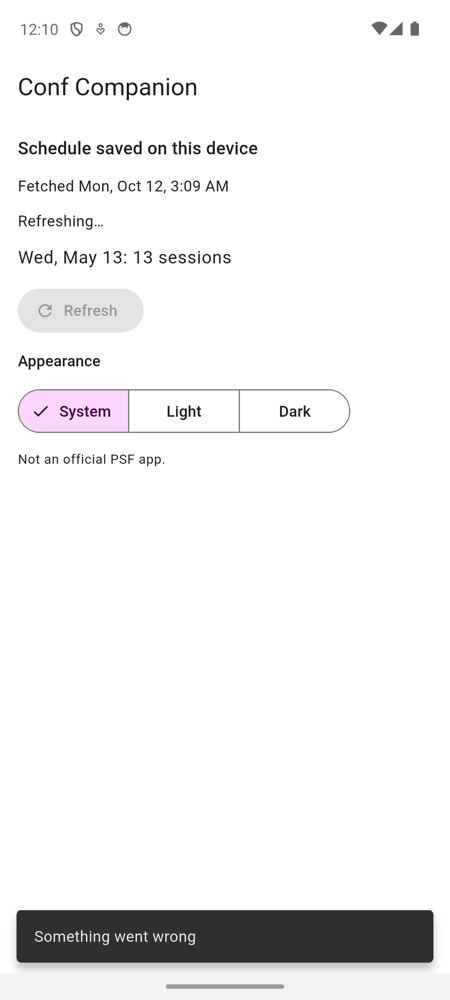 12:10
Conf Companion
Schedule saved on this device
Fetched Mon, Oct 12, 3:09 AM
Refreshing…
Wed, May 13: 13 sessions
Refresh
Appearance
System Light Dark
Not an official PSF app.
Something went wrong